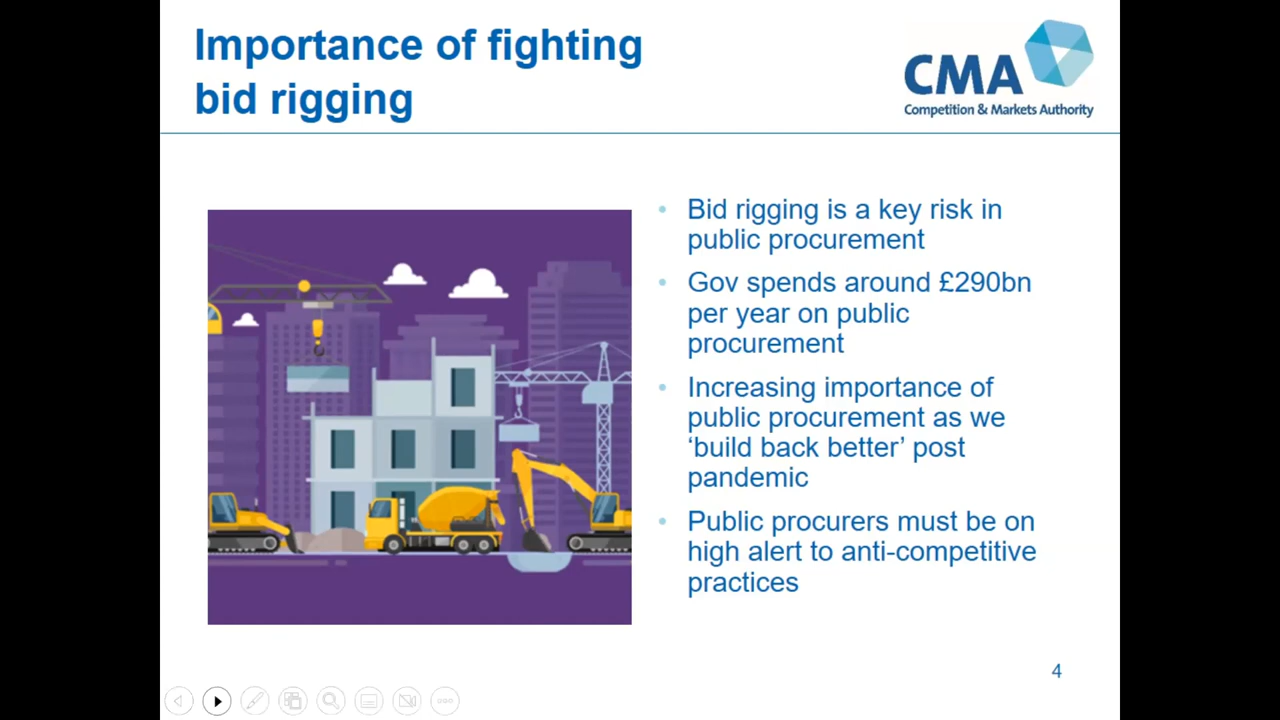 Importance of fighting
bid rigging
CMA
Competition & Markets Authority
• Bid rigging is a key risk in
public procurement
• Gov spends around £290bn
per year on public
procurement
• Increasing importance of
public procurement as we
‘build back better’ post
pandemic
• Public procurers must be on
high alert to anti-competitive
practices
4